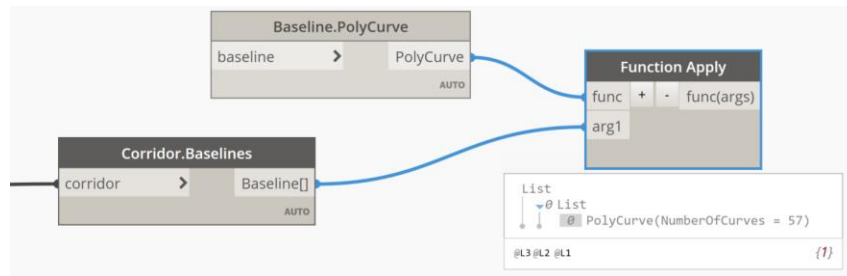 Baseline.PolyCurve
baseline > PolyCurve
AUTO
Function Apply
func + - func(args)
arg1
Corridor.Baselines
corridor > Baseline[]
AUTO
List
0 List
0 PolyCurve(NumberOfCurves = 57)
@L3 @L2 @L1 {1}